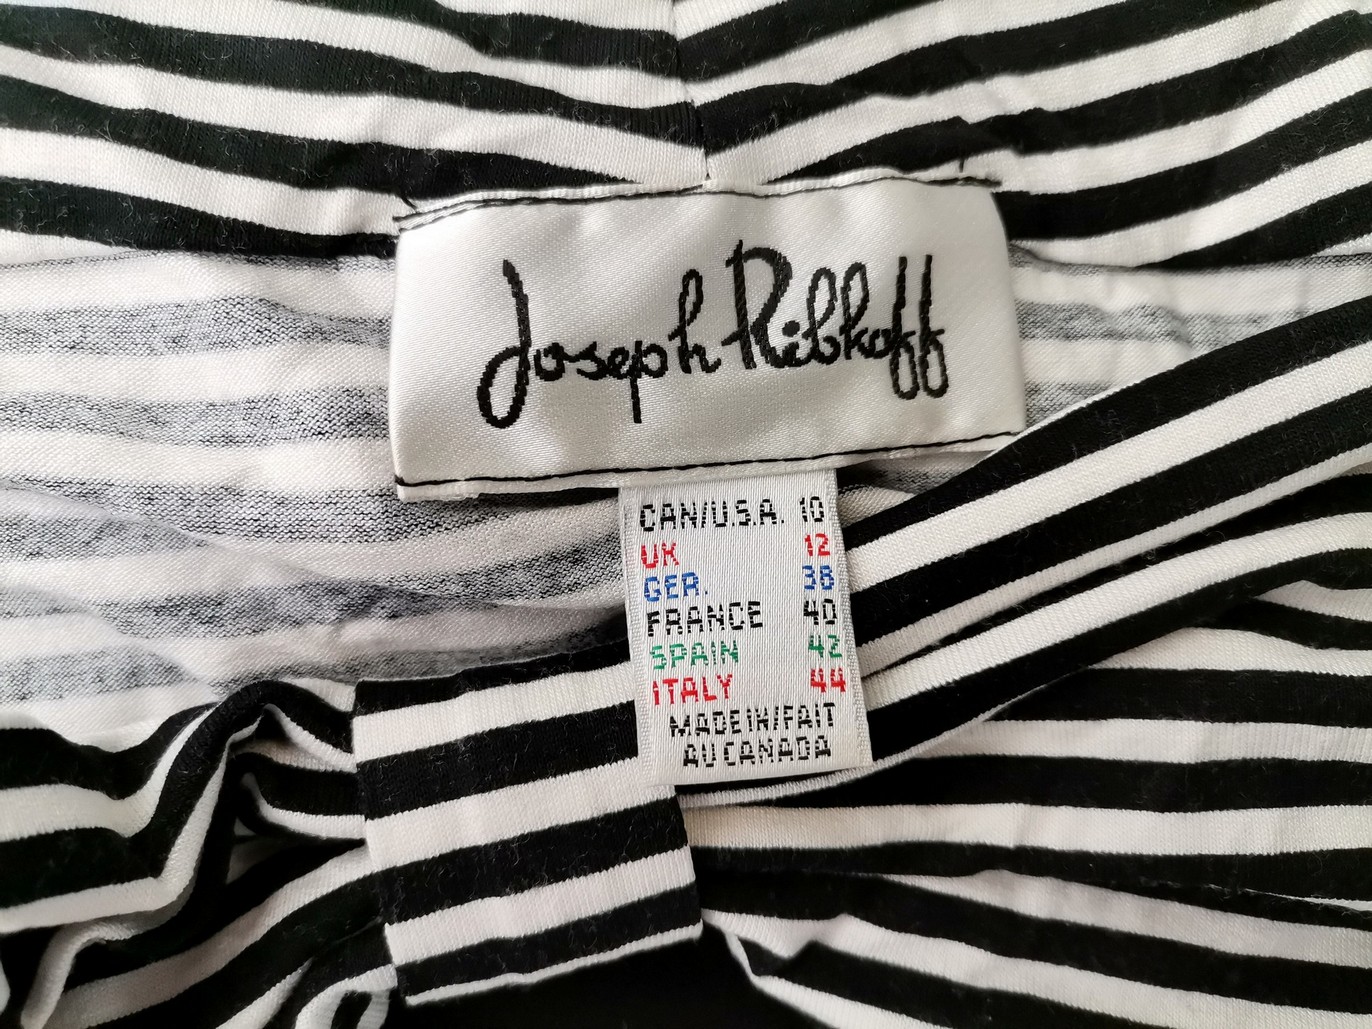 Joseph Ribkoff
CAN/U.S.A. 10
UK 12
GER. 38
FRANCE 40
SPAIN 42
ITALY 44
MADE IN/FAIT
AU CANADA